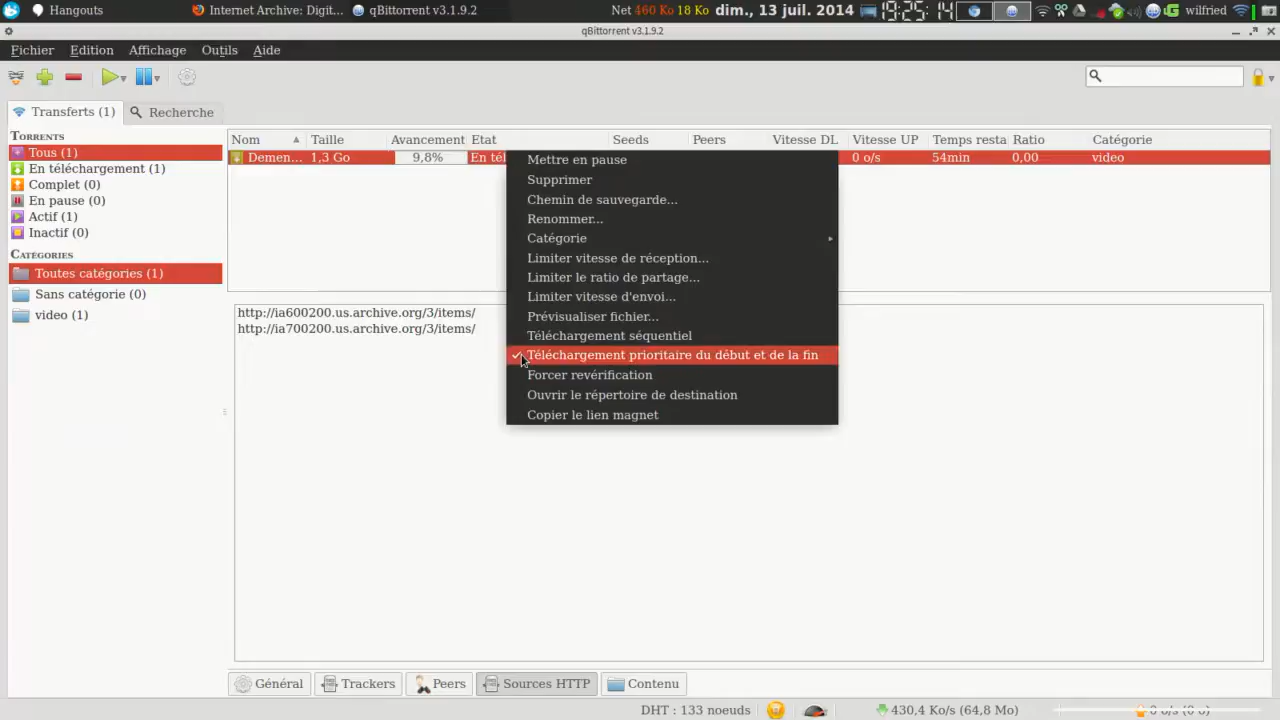 Hangouts
Internet Archive: Digit...
qBittorrent v3.1.9.2
Net 460 Ko 18 Ko dim., 13 juil. 2014
19:25: 14
wilfried
qBittorrent v3.1.9.2
Fichier Edition Affichage Outils Aide
Transferts (1) Recherche
Torrents
Tous (1)
En téléchargement (1)
Complet (0)
En pause (0)
Actif (1)
Inactif (0)
Catégories
Toutes catégories (1)
Sans catégorie (0)
video (1)
Nom Taille Avancement Etat Seeds Peers Vitesse DL Vitesse UP Temps resta Ratio Catégorie
Demen... 1,3 Go 9,8% En tél 0 o/s 54min 0,00 video
Mettre en pause
Supprimer
Chemin de sauvegarde...
Renommer...
Catégorie
Limiter vitesse de réception...
Limiter le ratio de partage...
Limiter vitesse d'envoi...
Prévisualiser fichier...
Téléchargement séquentiel
Téléchargement prioritaire du début et de la fin
Forcer revérification
Ouvrir le répertoire de destination
Copier le lien magnet
http://ia600200.us.archive.org/3/items/
http://ia700200.us.archive.org/3/items/
Général Trackers Peers Sources HTTP Contenu
DHT : 133 noeuds 430,4 Ko/s (64,8 Mo) 0 o/s (0 o)